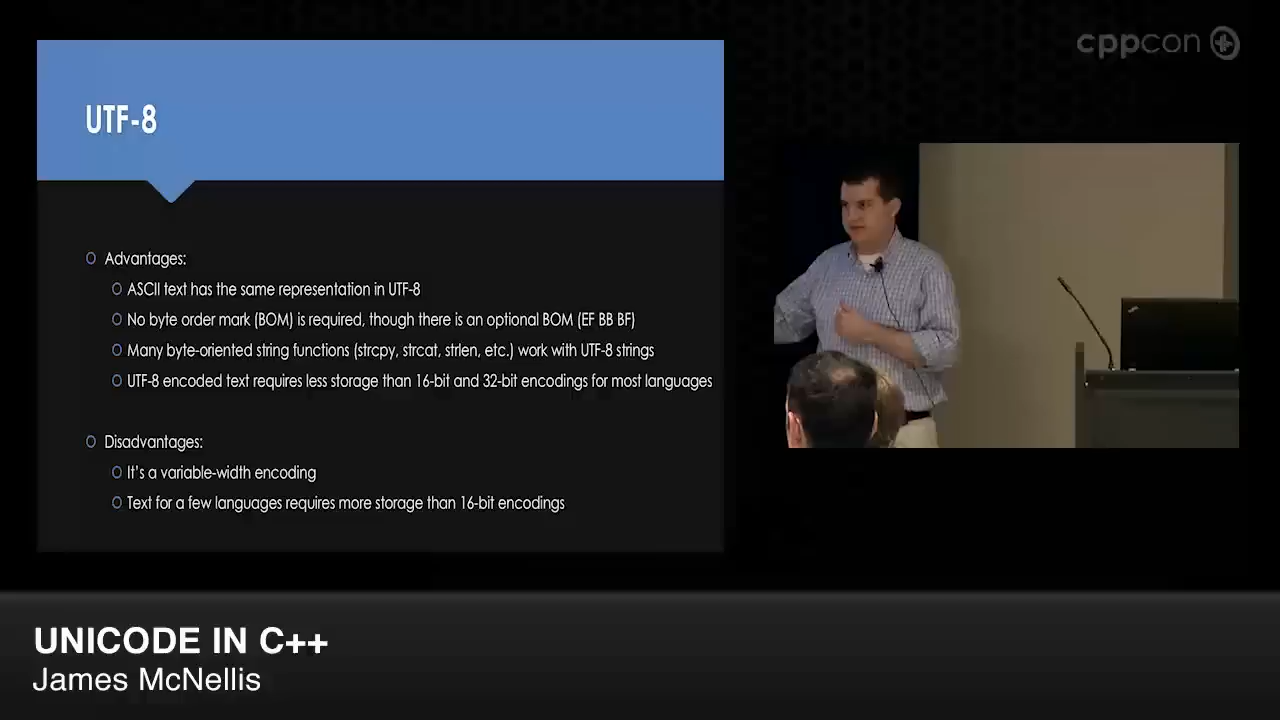 cppcon
UTF-8
Advantages:
ASCII text has the same representation in UTF-8
No byte order mark (BOM) is required, though there is an optional BOM (EF BB BF)
Many byte-oriented string functions (strcpy, strcat, strlen, etc.) work with UTF-8 strings
UTF-8 encoded text requires less storage than 16-bit and 32-bit encodings for most languages
Disadvantages:
It's a variable-width encoding
Text for a few languages requires more storage than 16-bit encodings
UNICODE IN C++
James McNellis